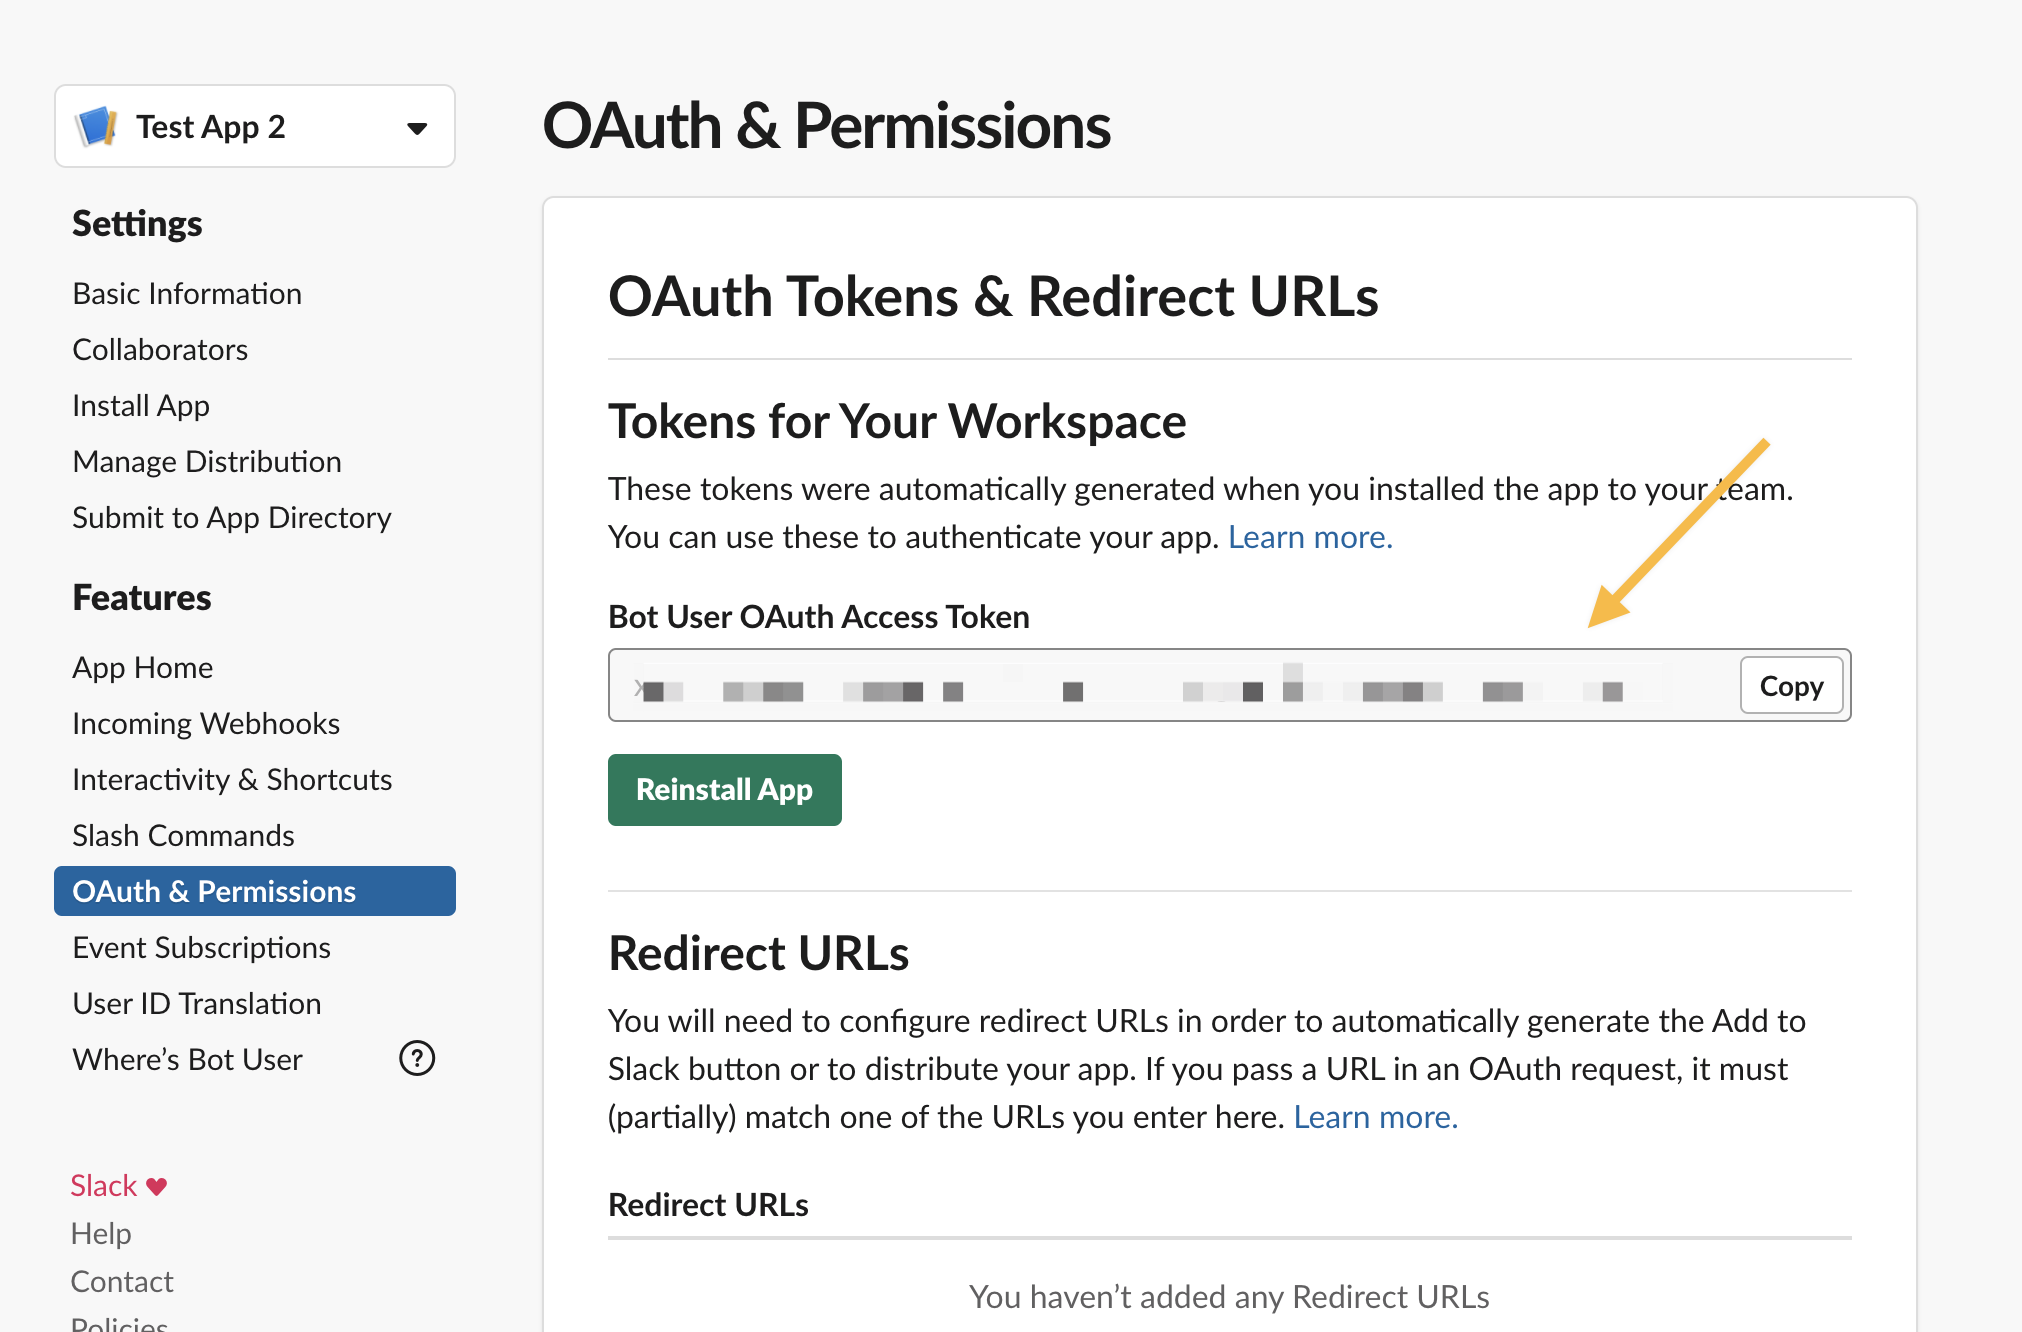 Test App 2
Settings
Basic Information
Collaborators
Install App
Manage Distribution
Submit to App Directory
Features
App Home
Incoming Webhooks
Interactivity & Shortcuts
Slash Commands
OAuth & Permissions
Event Subscriptions
User ID Translation
Where’s Bot User
?
Slack ♥
Help
Contact
Policies
OAuth & Permissions
OAuth Tokens & Redirect URLs
Tokens for Your Workspace
These tokens were automatically generated when you installed the app to your team.
You can use these to authenticate your app. Learn more.
Bot User OAuth Access Token
Copy
Reinstall App
Redirect URLs
You will need to configure redirect URLs in order to automatically generate the Add to
Slack button or to distribute your app. If you pass a URL in an OAuth request, it must
(partially) match one of the URLs you enter here. Learn more.
Redirect URLs
You haven’t added any Redirect URLs